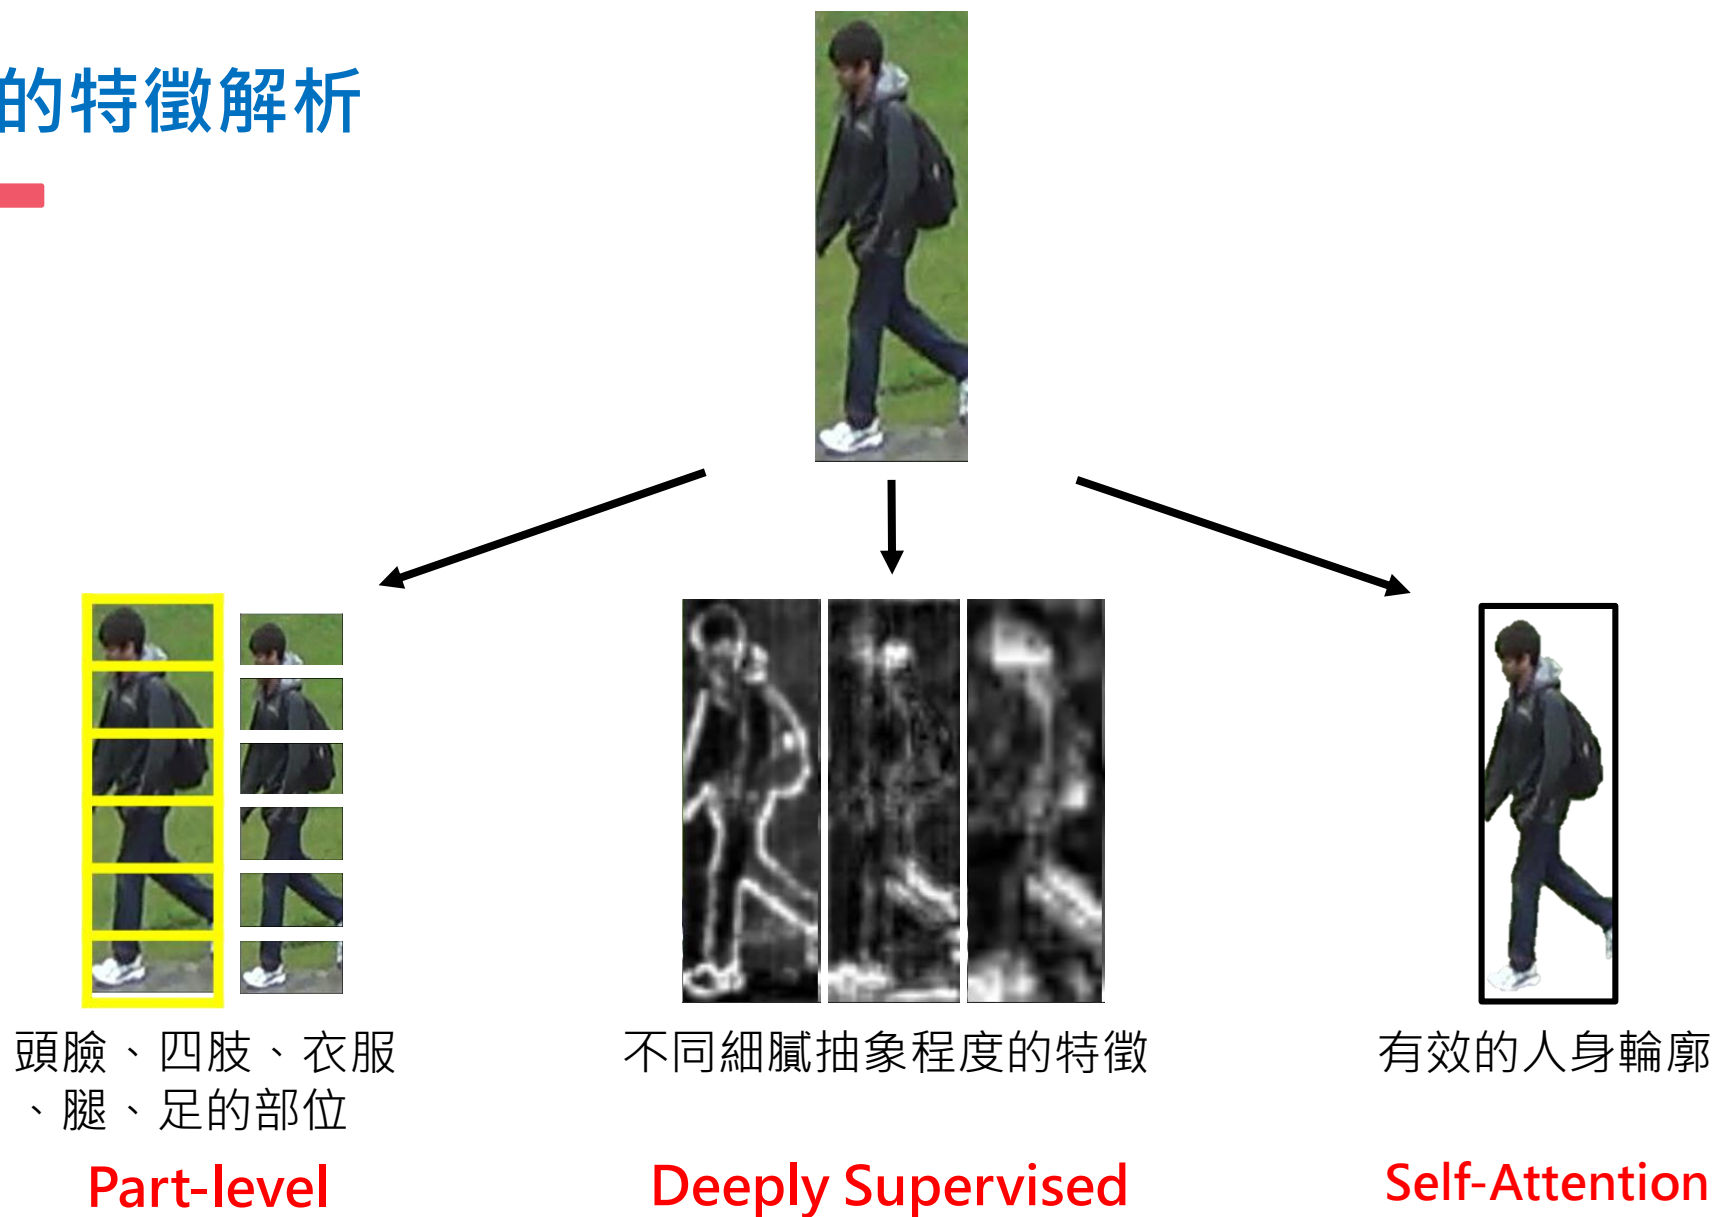 的特徵解析
頭臉、四肢、衣服
、腿、足的部位
Part-level
不同細膩抽象程度的特徵
Deeply Supervised
有效的人身輪廓
Self-Attention